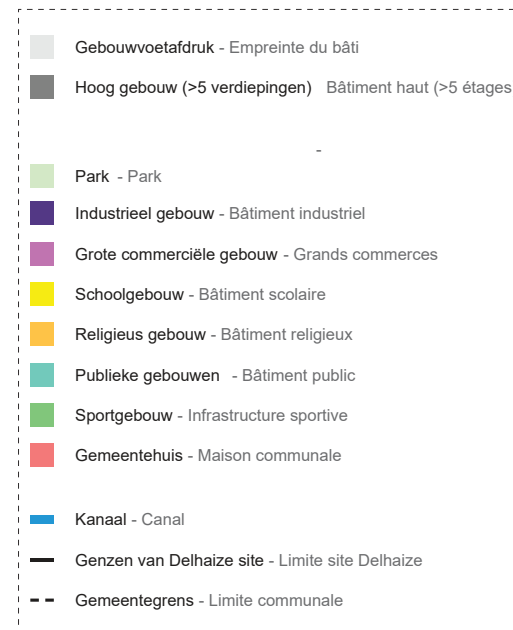 Gebouwvoetafdruk - Empreinte du bâti
Hoog gebouw (>5 verdiepingen) Bâtiment haut (>5 étages
-
Park - Park
Industrieel gebouw - Bâtiment industriel
Grote commerciële gebouw - Grands commerces
Schoolgebouw - Bâtiment scolaire
Religieus gebouw - Bâtiment religieux
Publieke gebouwen - Bâtiment public
Sportgebouw - Infrastructure sportive
Gemeentehuis - Maison communale
Kanaal - Canal
Genzen van Delhaize site - Limite site Delhaize
Gemeentegrens - Limite communale